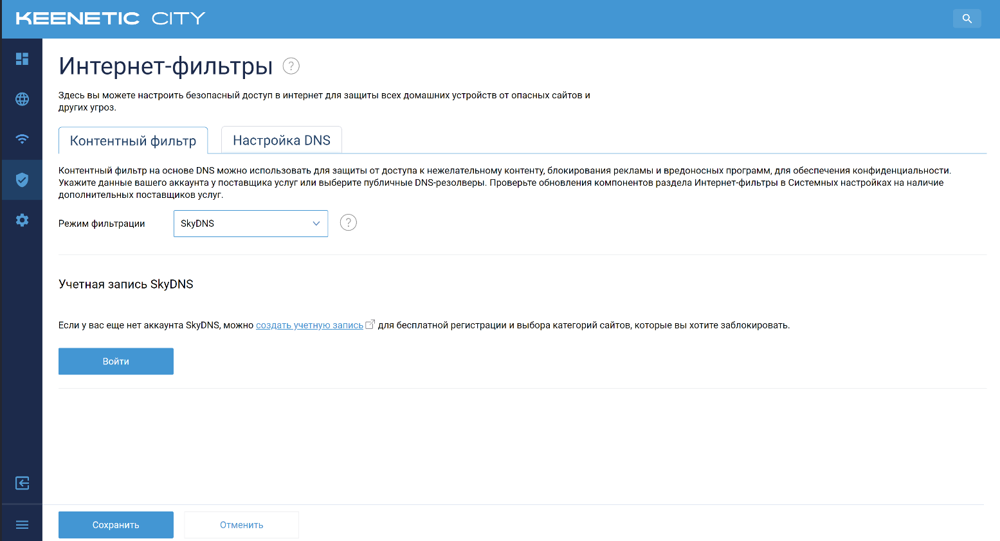 KEENETIC CITY
Интернет-фильтры ?
Здесь вы можете настроить безопасный доступ в интернет для защиты всех домашних устройств от опасных сайтов и
других угроз.
Контентный фильтр
Настройка DNS
Контентный фильтр на основе DNS можно использовать для защиты от доступа к нежелательному контенту, блокирования рекламы и вредоносных программ, для обеспечения конфиденциальности.
Укажите данные вашего аккаунта у поставщика услуг или выберите публичные DNS-резолверы. Проверьте обновления компонентов раздела Интернет-фильтры в Системных настройках на наличие
дополнительных поставщиков услуг.
Режим фильтрации SkyDNS ?
Учетная запись SkyDNS
Если у вас еще нет аккаунта SkyDNS, можно создать учетную запись для бесплатной регистрации и выбора категорий сайтов, которые вы хотите заблокировать.
Войти
Сохранить
Отменить